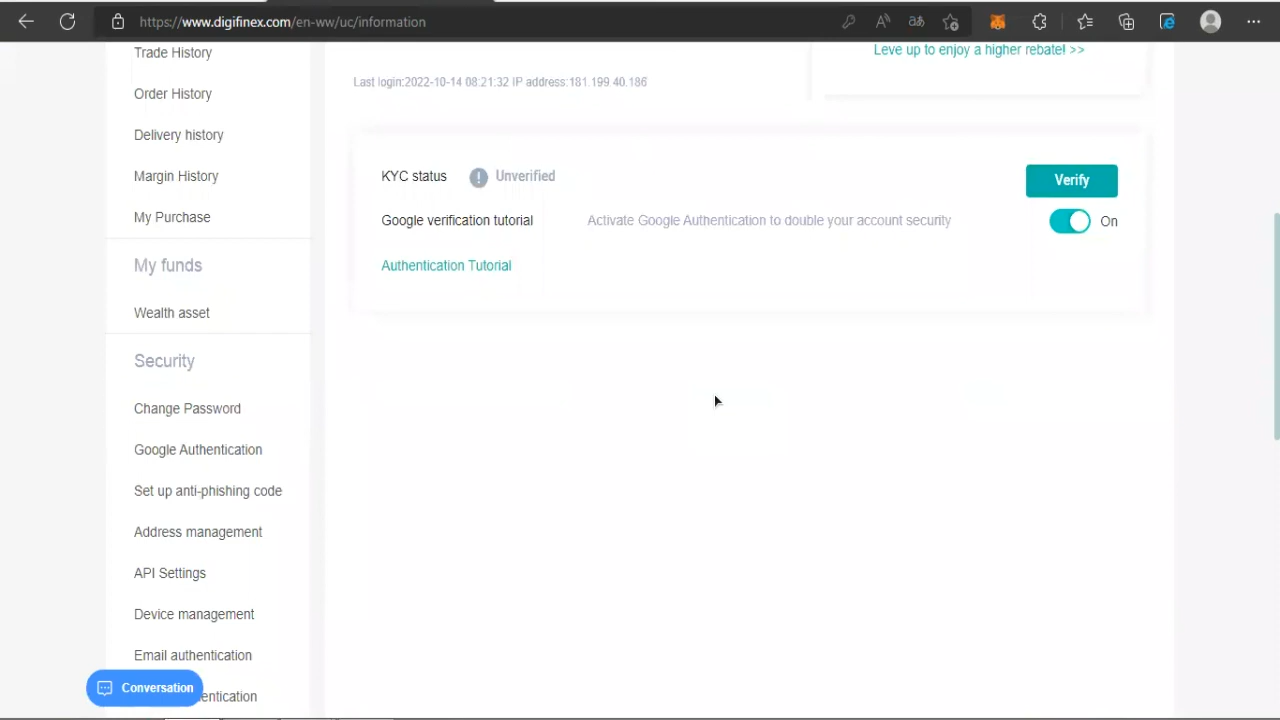 https://www.digifinex.com/en-ww/uc/information
Trade History
Order History
Delivery history
Margin History
My Purchase
My funds
Wealth asset
Security
Change Password
Google Authentication
Set up anti-phishing code
Address management
API Settings
Device management
Email authentication
entication
Conversation
Leve up to enjoy a higher rebate! >>
Last login:2022-10-14 08:21:32 IP address:181.199.40.186
KYC status
Unverified
Verify
Google verification tutorial
Activate Google Authentication to double your account security
On
Authentication Tutorial